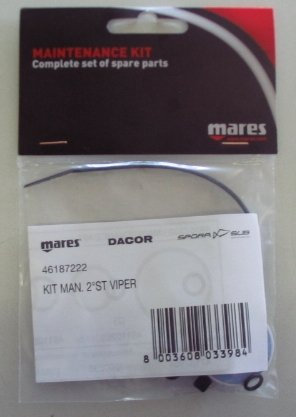 MAINTENANCE KIT
Complete set of spare parts
mares
mares DACOR SPORASUB
46187222
KIT MAN. 2°ST VIPER
8 003608 033984